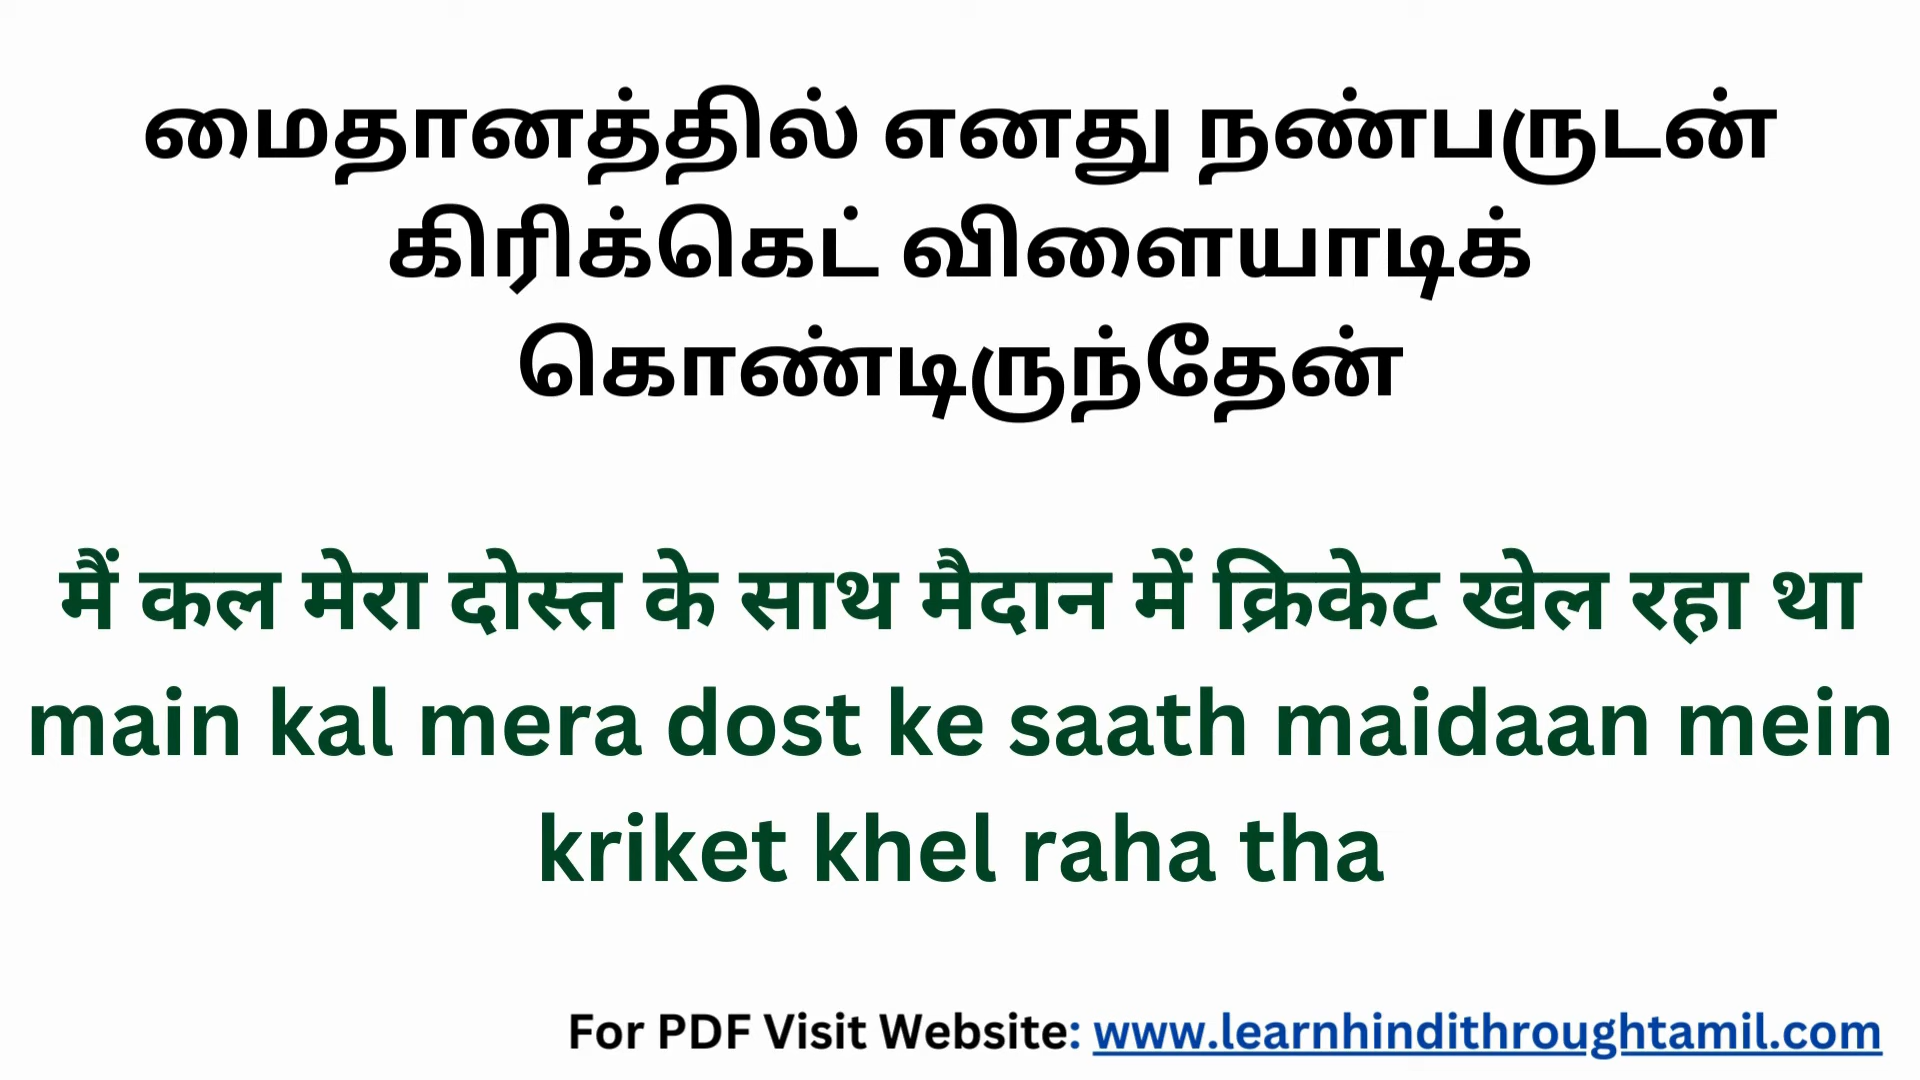 மைதானத்தில் எனது நண்பருடன்
கிரிக்கெட் விளையாடிக்
கொண்டிருந்தேன்
मैं कल मेरा दोस्त के साथ मैदान में क्रिकेट खेल रहा था
main kal mera dost ke saath maidaan mein
kriket khel raha tha
For PDF Visit Website: www.learnhindithroughtamil.com